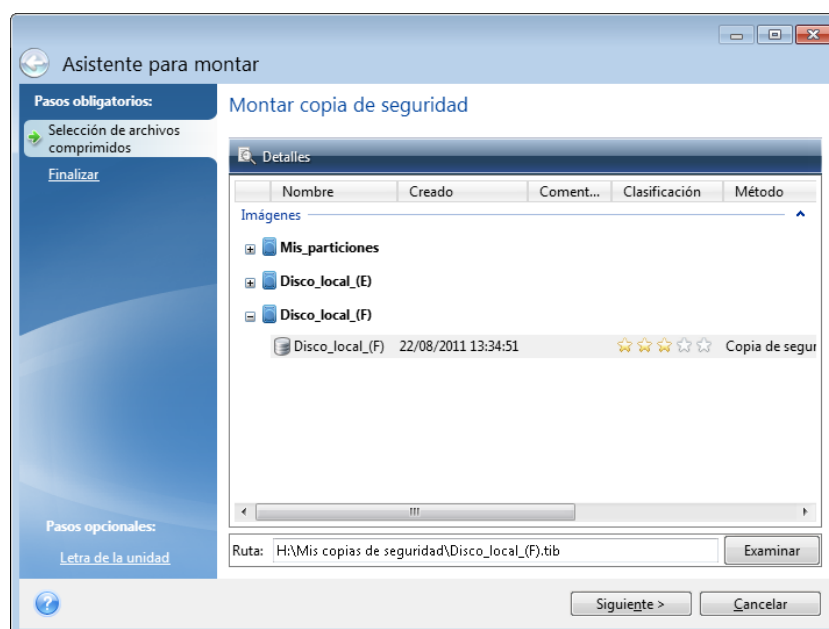 Asistente para montar
Pasos obligatorios:
Selección de archivos
comprimidos
Finalizar
Montar copia de seguridad
Detalles
Nombre Creado Coment... Clasificación Método
Imágenes
Mis_particiones
Disco_local_(E)
Disco_local_(F)
Disco_local_(F) 22/08/2011 13:34:51 Copia de segur
Pasos opcionales:
Letra de la unidad
Ruta: H:\Mis copias de seguridad\Disco_local_(F).tib Examinar
Siguiente > Cancelar